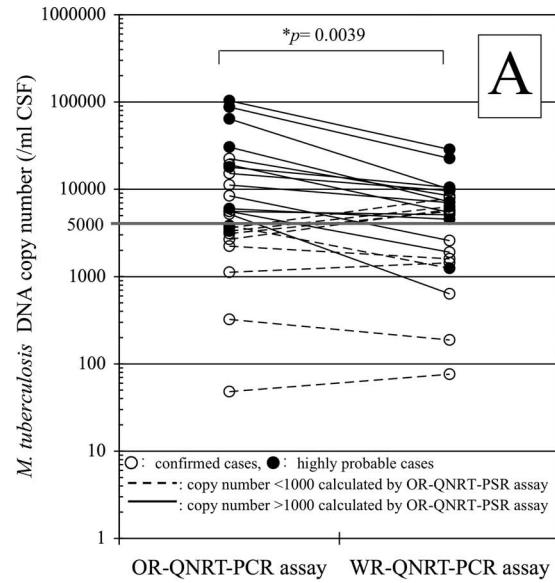 *p= 0.0039
A
M. tuberculosis DNA copy number (/ml CSF)
1000000
100000
10000
5000
1000
100
10
1
○ : confirmed cases, ● : highly probable cases
: copy number <1000 calculated by OR-QNRT-PSR assay
: copy number >1000 calculated by OR-QNRT-PSR assay
OR-QNRT-PCR assay WR-QNRT-PCR assay